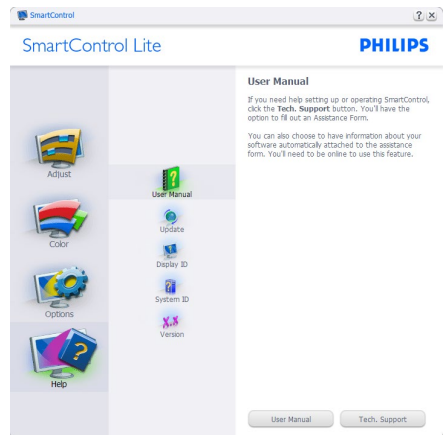 SmartControl
SmartControl Lite
PHILIPS
Adjust
Color
Options
Help
User Manual
Update
Display ID
System ID
Version
User Manual
If you need help setting up or operating SmartControl,
click the Tech. Support button. You'll have the
option to fill out an Assistance Form.
You can also choose to have information about your
software automatically attached to the assistance
form. You'll need to be online to use this feature.
User Manual
Tech. Support